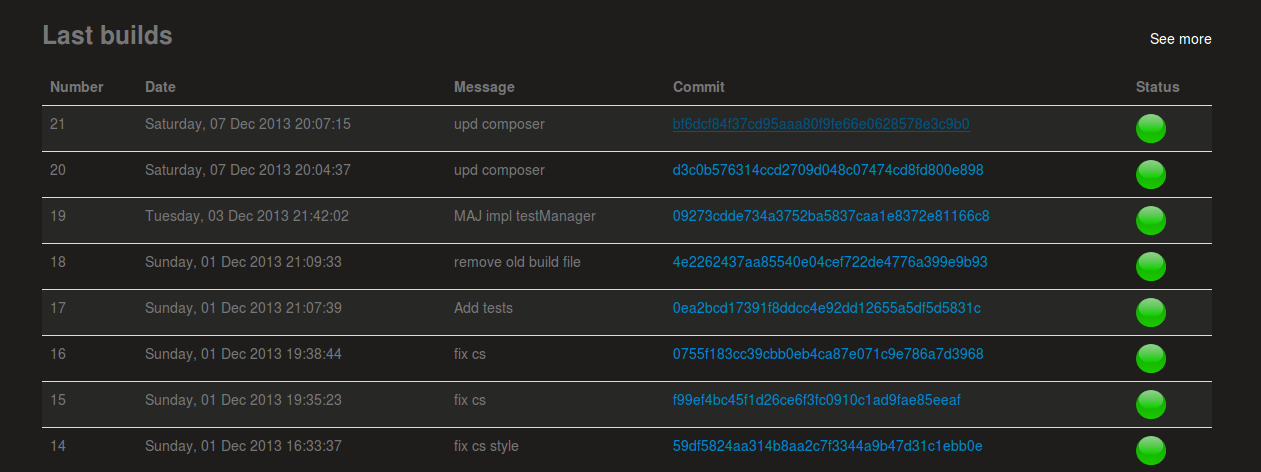 Last builds
See more
Number Date Message Commit Status
21 Saturday, 07 Dec 2013 20:07:15 upd composer bf6dcf84f37cd95aaa80f9fe66e0628578e3c9b0
20 Saturday, 07 Dec 2013 20:04:37 upd composer d3c0b576314ccd2709d048c07474cd8fd800e898
19 Tuesday, 03 Dec 2013 21:42:02 MAJ impl testManager 09273cdde734a3752ba5837caa1e8372e81166c8
18 Sunday, 01 Dec 2013 21:09:33 remove old build file 4e2262437aa85540e04cef722de4776a399e9b93
17 Sunday, 01 Dec 2013 21:07:39 Add tests 0ea2bcd17391f8ddcc4e92dd12655a5df5d5831c
16 Sunday, 01 Dec 2013 19:38:44 fix cs 0755f183cc39cbb0eb4ca87e071c9e786a7d3968
15 Sunday, 01 Dec 2013 19:35:23 fix cs f99ef4bc45f1d26ce6f3fc0910c1ad9fae85eeaf
14 Sunday, 01 Dec 2013 16:33:37 fix cs style 59df5824aa314b8aa2c7f3344a9b47d31c1ebb0e